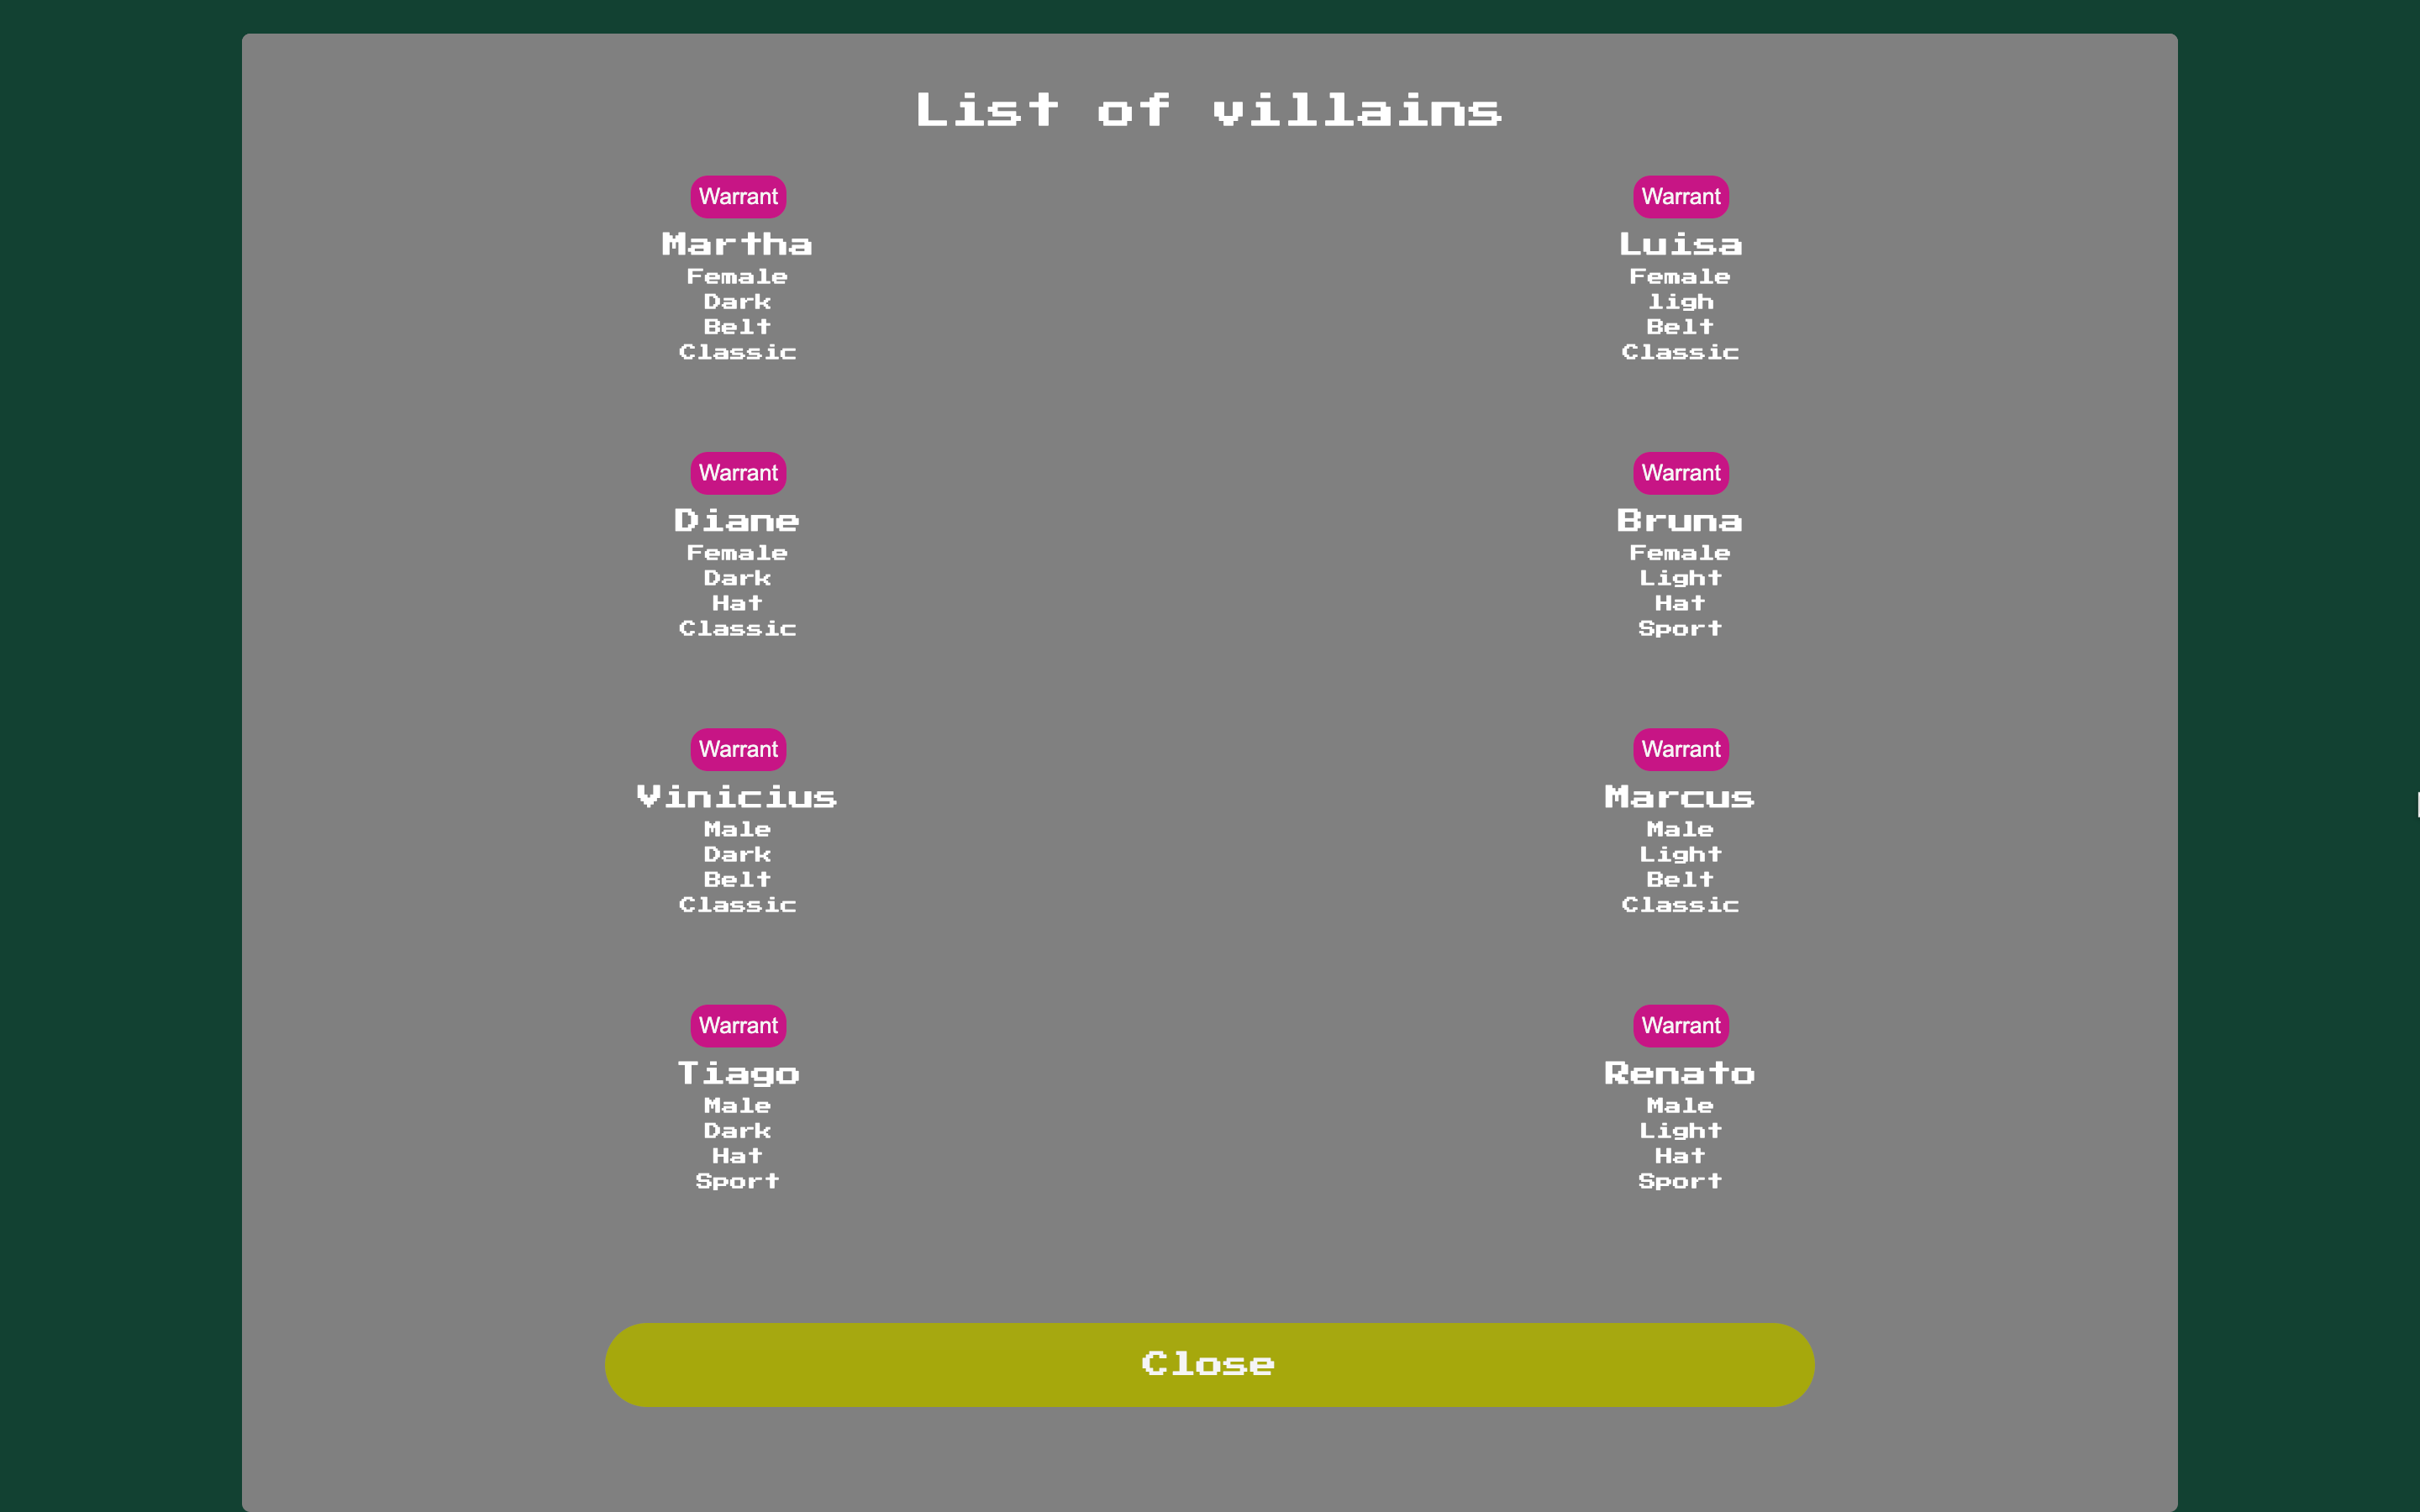 List of villains
Warrant
Martha
Female
Dark
Belt
Classic
Warrant
Luisa
Female
ligh
Belt
Classic
Warrant
Diane
Female
Dark
Hat
Classic
Warrant
Bruna
Female
Light
Hat
Sport
Warrant
Vinicius
Male
Dark
Belt
Classic
Warrant
Marcus
Male
Light
Belt
Classic
Warrant
Tiago
Male
Dark
Hat
Sport
Warrant
Renato
Male
Light
Hat
Sport
Close